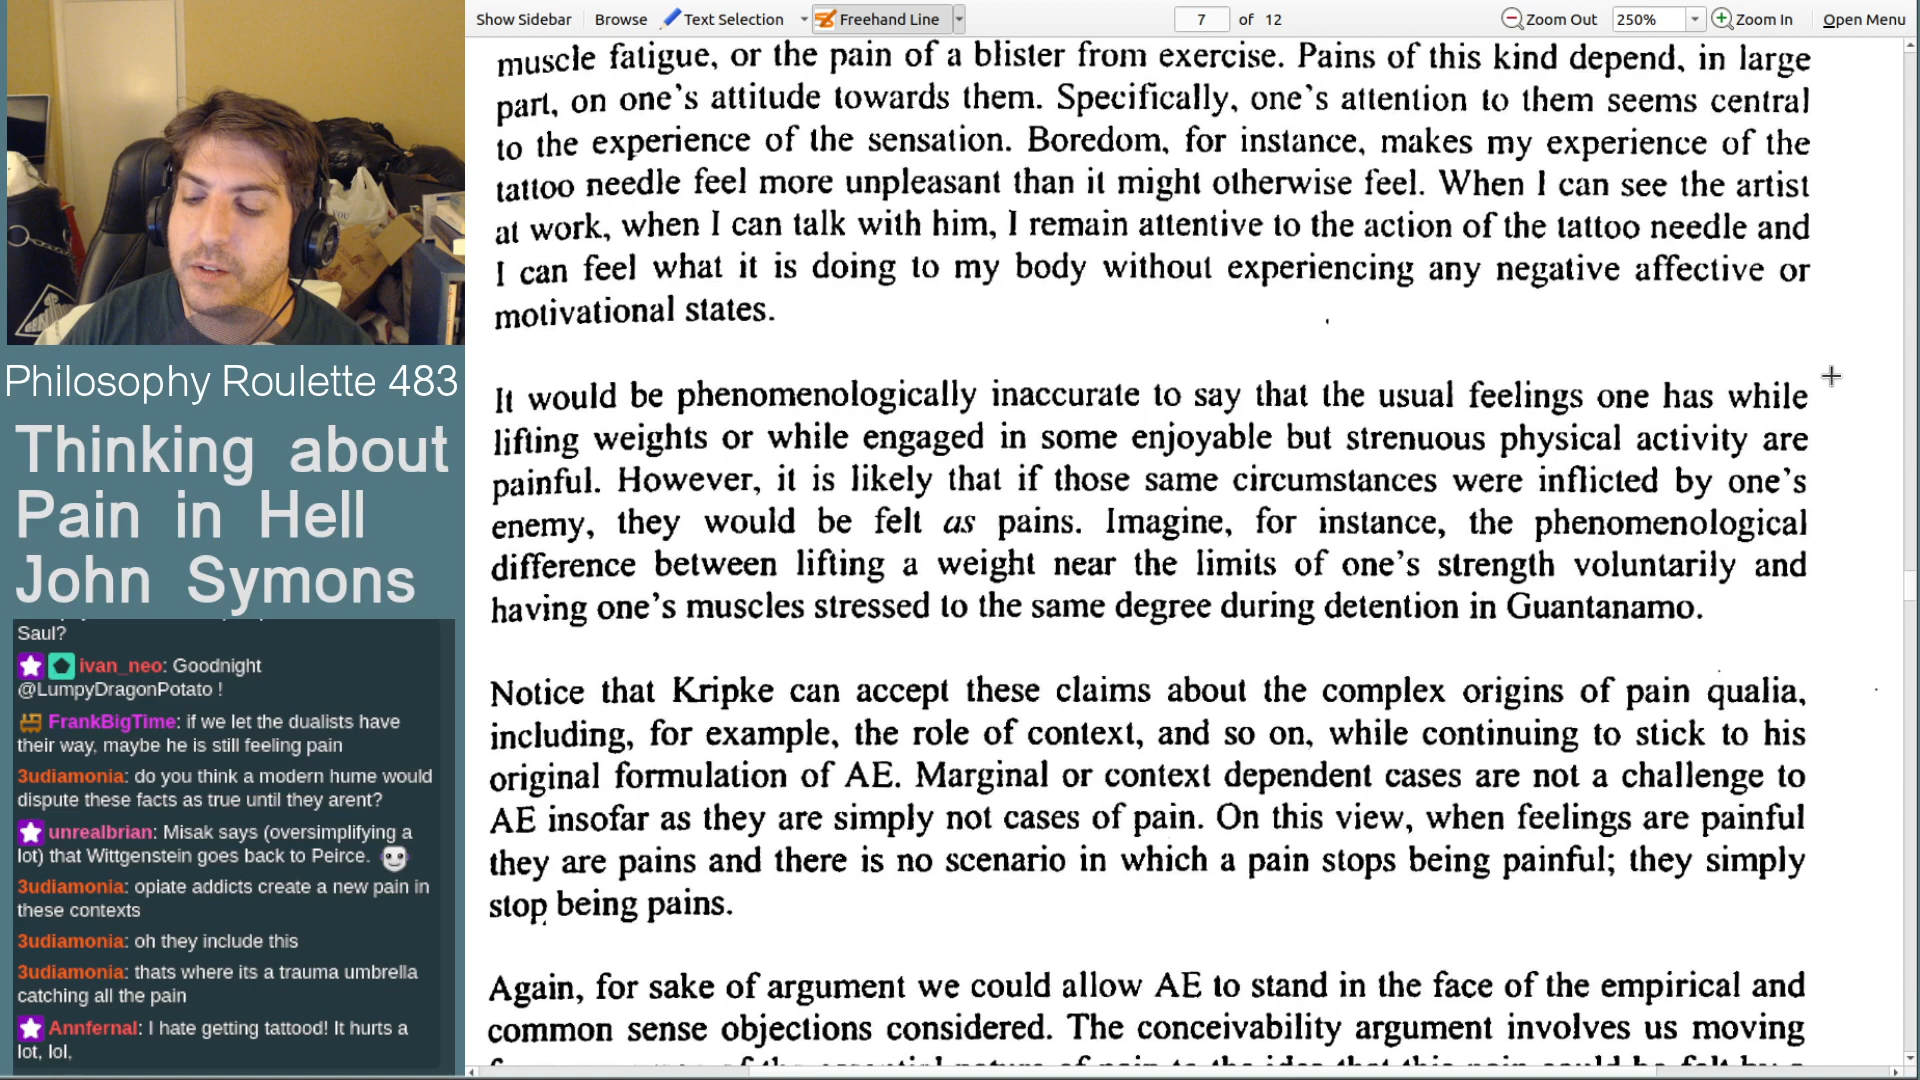 Show Sidebar Browse Text Selection Freehand Line 7 of 12 Zoom Out 250% Zoom In Open Menu
muscle fatigue, or the pain of a blister from exercise. Pains of this kind depend, in large
part, on one's attitude towards them. Specifically, one's attention to them seems central
to the experience of the sensation. Boredom, for instance, makes my experience of the
tattoo needle feel more unpleasant than it might otherwise feel. When I can see the artist
at work, when I can talk with him, I remain attentive to the action of the tattoo needle and
I can feel what it is doing to my body without experiencing any negative affective or
motivational states.
It would be phenomenologically inaccurate to say that the usual feelings one has while
lifting weights or while engaged in some enjoyable but strenuous physical activity are
painful. However, it is likely that if those same circumstances were inflicted by one's
enemy, they would be felt as pains. Imagine, for instance, the phenomenological
difference between lifting a weight near the limits of one's strength voluntarily and
having one's muscles stressed to the same degree during detention in Guantanamo.
Notice that Kripke can accept these claims about the complex origins of pain qualia,
including, for example, the role of context, and so on, while continuing to stick to his
original formulation of AE. Marginal or context dependent cases are not a challenge to
AE insofar as they are simply not cases of pain. On this view, when feelings are painful
they are pains and there is no scenario in which a pain stops being painful; they simply
stop being pains.
Again, for sake of argument we could allow AE to stand in the face of the empirical and
common sense objections considered. The conceivability argument involves us moving
Philosophy Roulette 483
Thinking about
Pain in Hell
John Symons
Saul?
ivan_neo: Goodnight
@LumpyDragonPotato !
FrankBigTime: if we let the dualists have
their way, maybe he is still feeling pain
3udiamonia: do you think a modern hume would
dispute these facts as true until they arent?
unrealbrian: Misak says (oversimplifying a
lot) that Wittgenstein goes back to Peirce.
3udiamonia: opiate addicts create a new pain in
these contexts
3udiamonia: oh they include this
3udiamonia: thats where its a trauma umbrella
catching all the pain
Annfernal: I hate getting tattood! It hurts a
lot, lol,